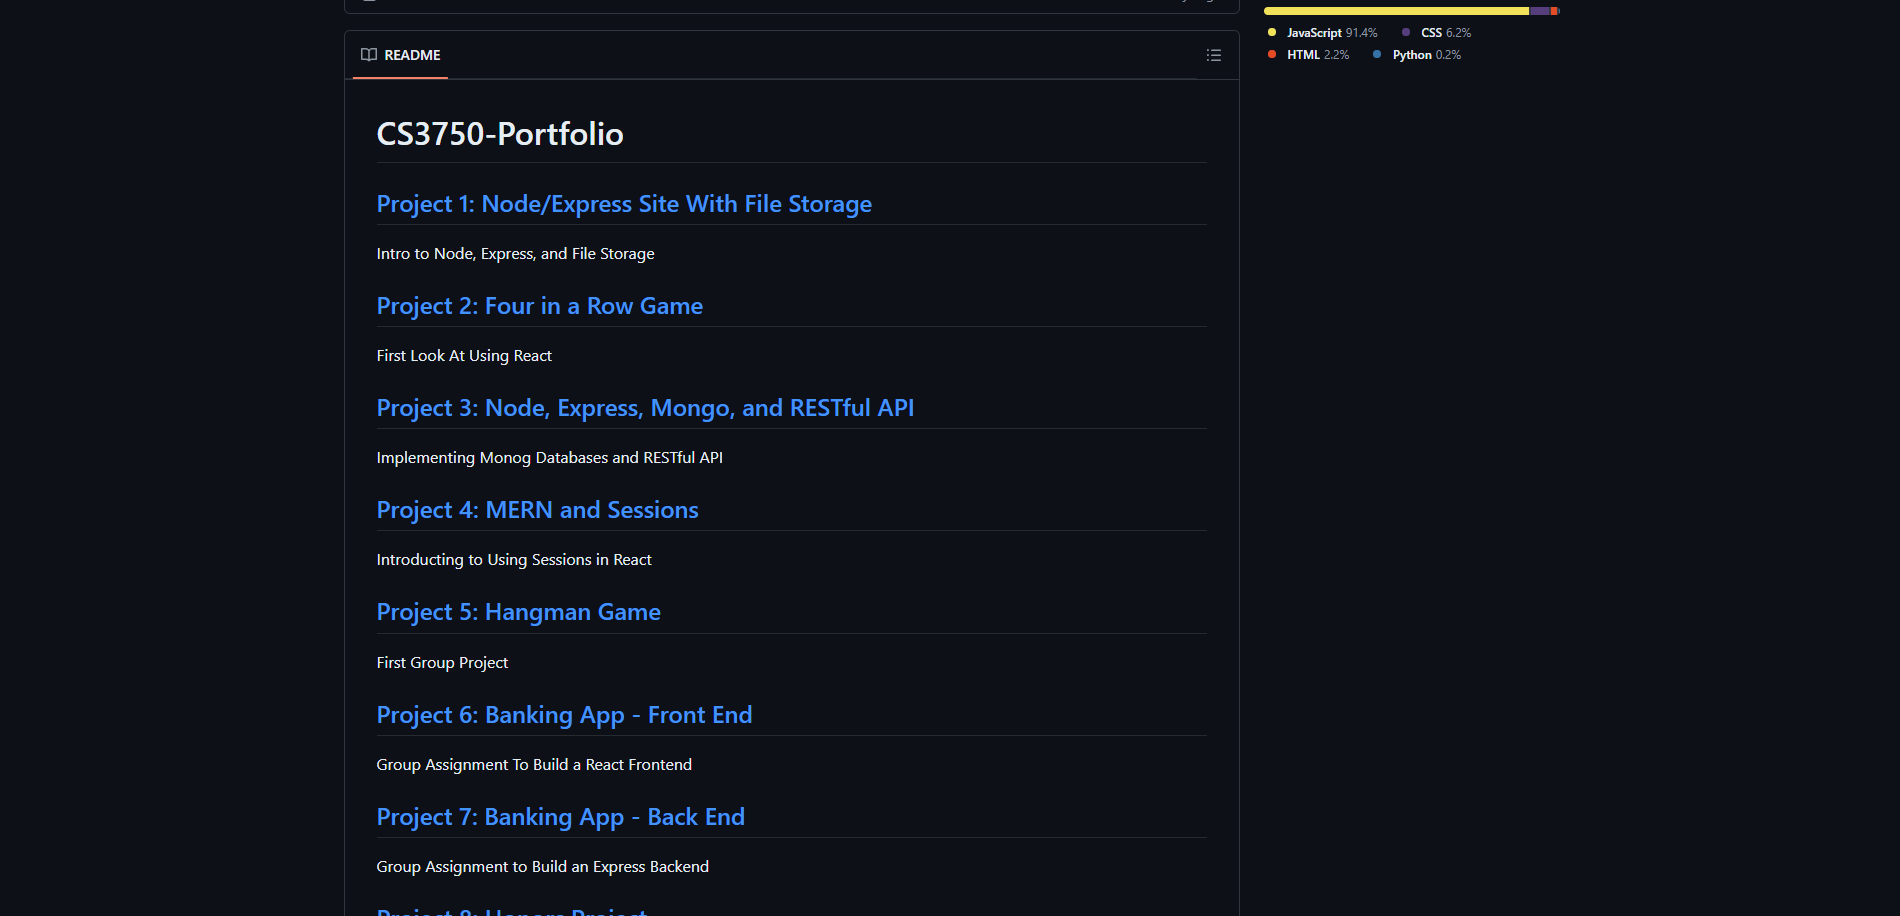 README
CS3750-Portfolio
Project 1: Node/Express Site With File Storage
Intro to Node, Express, and File Storage
Project 2: Four in a Row Game
First Look At Using React
Project 3: Node, Express, Mongo, and RESTful API
Implementing Monog Databases and RESTful API
Project 4: MERN and Sessions
Introducting to Using Sessions in React
Project 5: Hangman Game
First Group Project
Project 6: Banking App - Front End
Group Assignment To Build a React Frontend
Project 7: Banking App - Back End
Group Assignment to Build an Express Backend
Project 8: Honors Project
JavaScript 91.4% CSS 6.2%
HTML 2.2% Python 0.2%